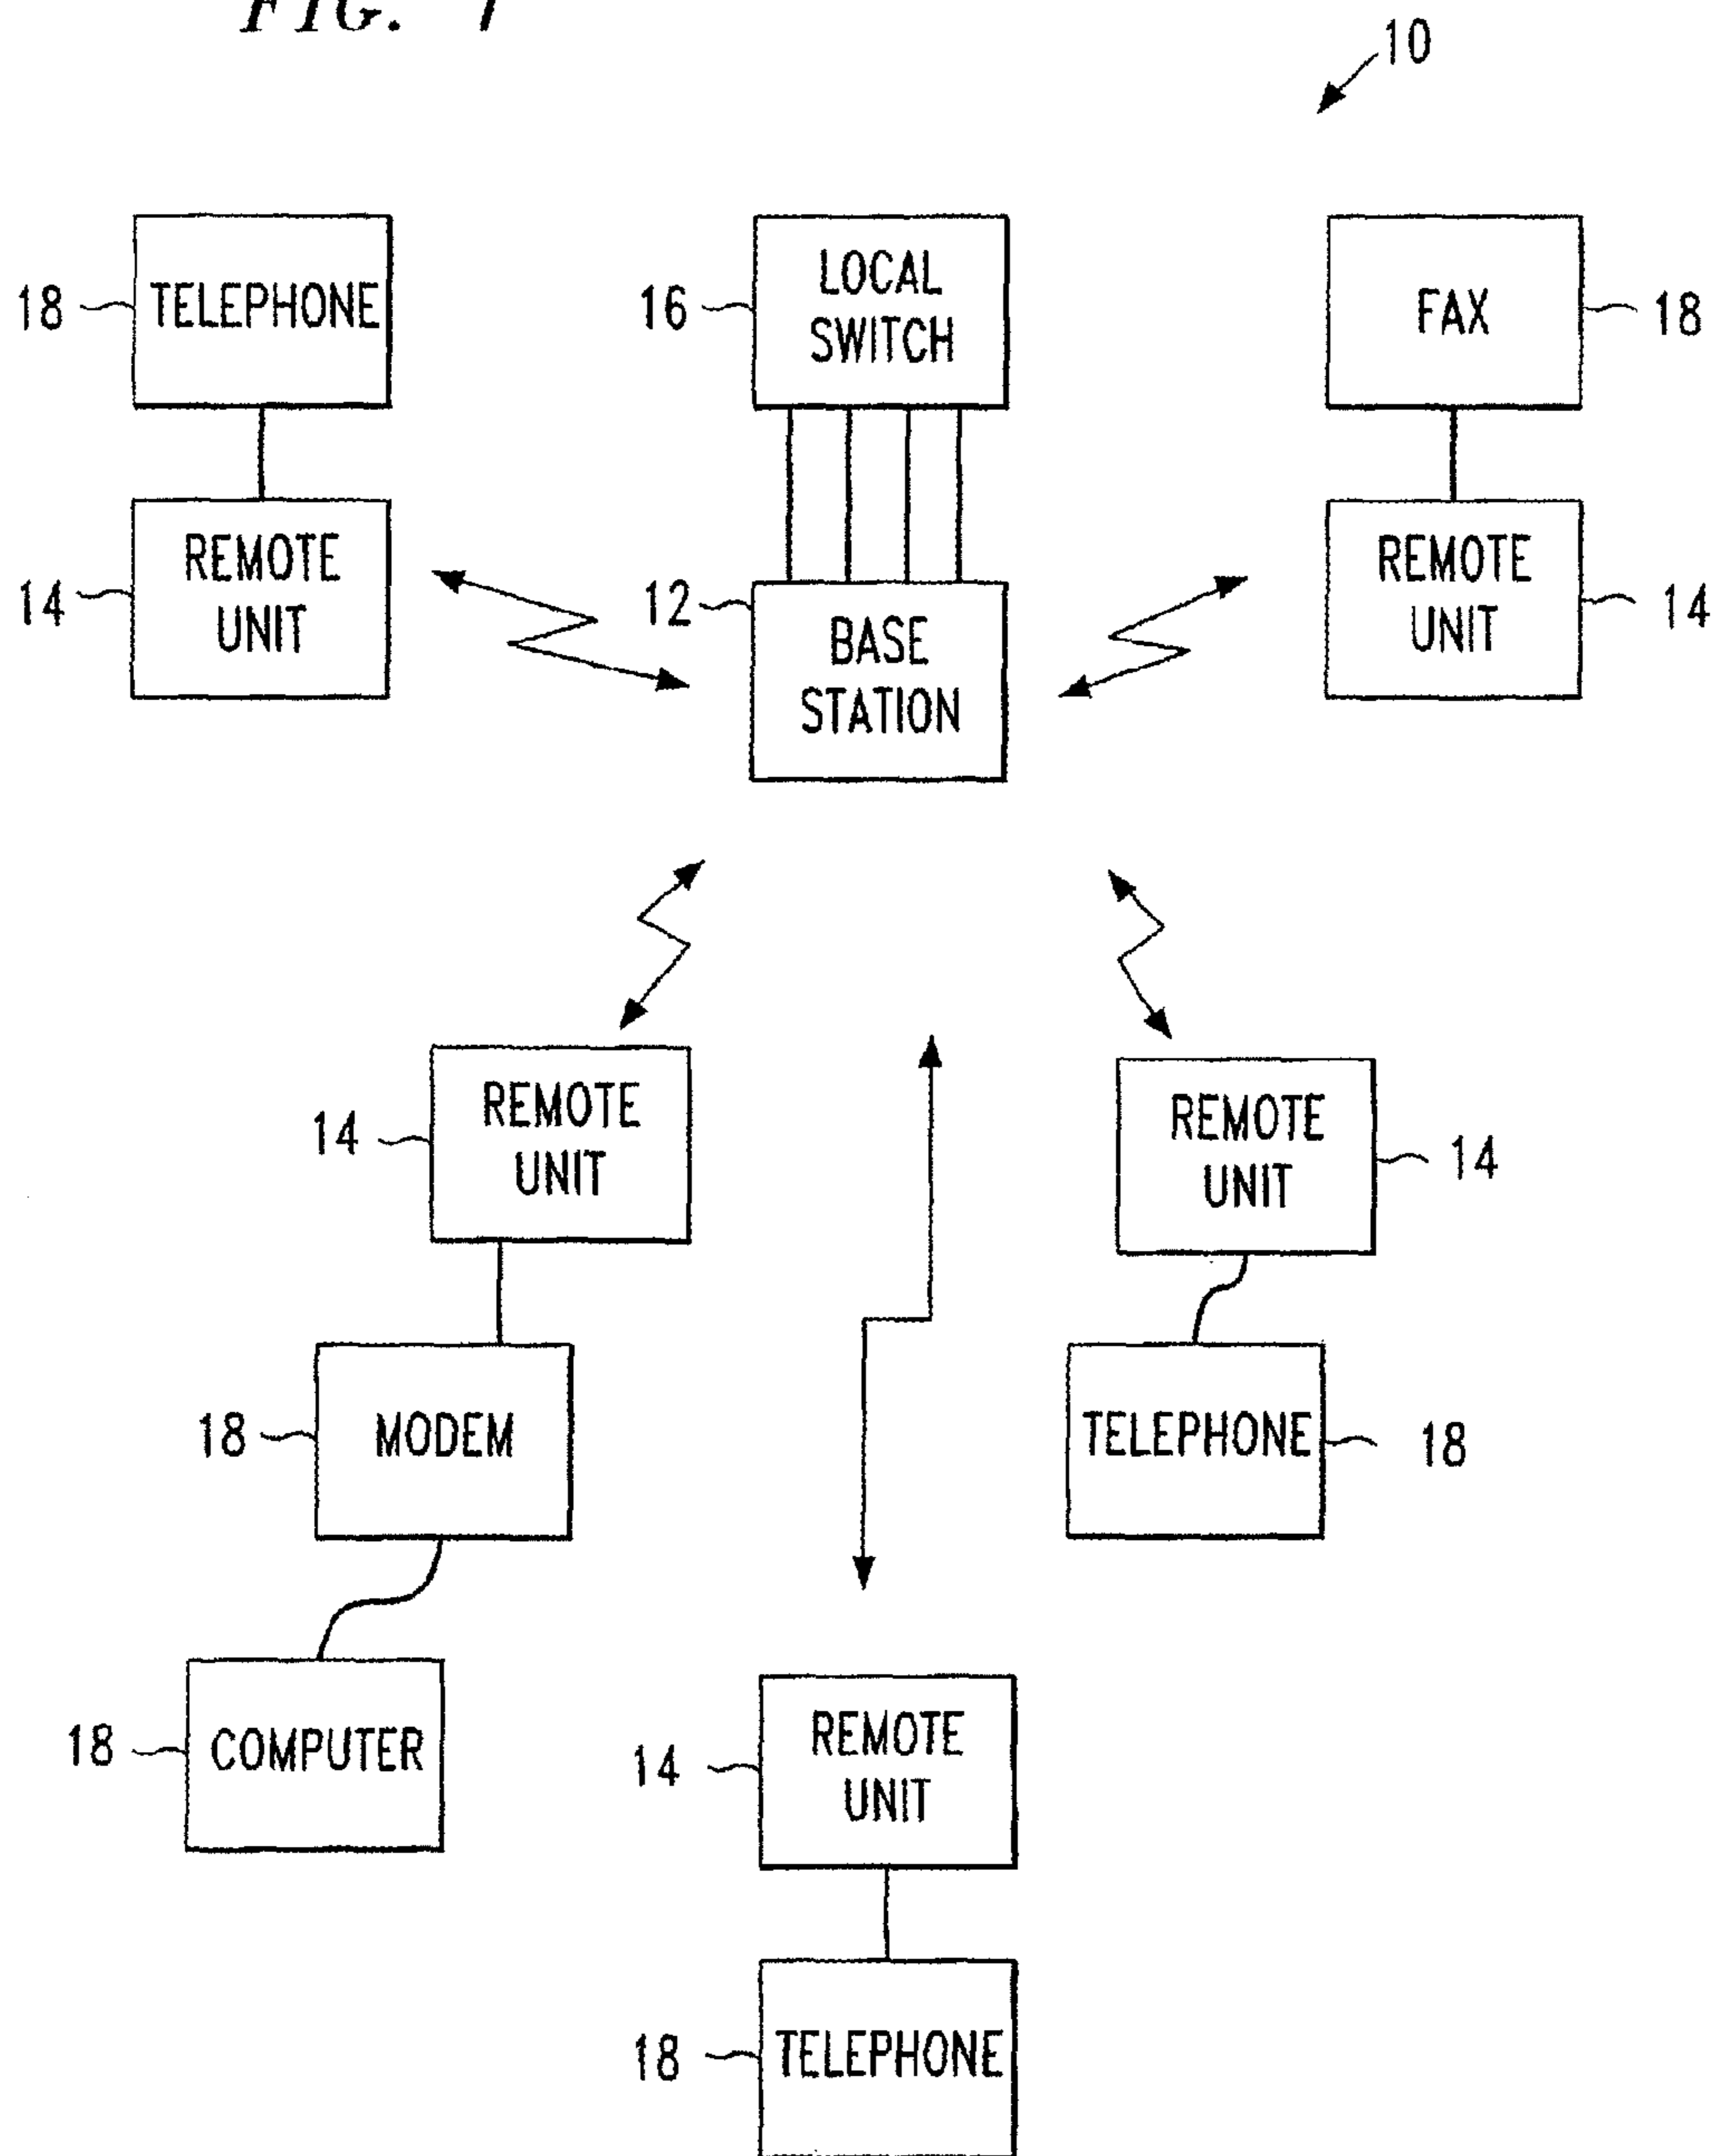 FIG. 1
10
18
TELEPHONE
16
LOCAL
SWITCH
FAX
18
14
REMOTE
UNIT
12
BASE
STATION
REMOTE
UNIT
14
14
REMOTE
UNIT
REMOTE
UNIT
14
18
MODEM
TELEPHONE
18
18
COMPUTER
14
REMOTE
UNIT
18
TELEPHONE